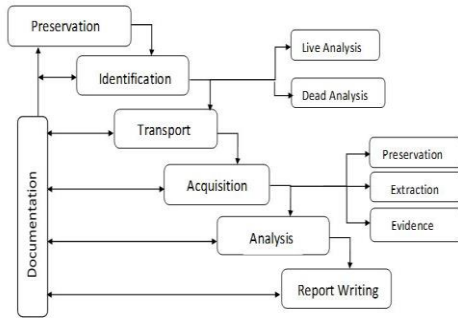 Preservation
Live Analysis
Identification
Dead Analysis
Transport
Preservation
Acquisition
Extraction
Documentation
Analysis
Evidence
Report Writing